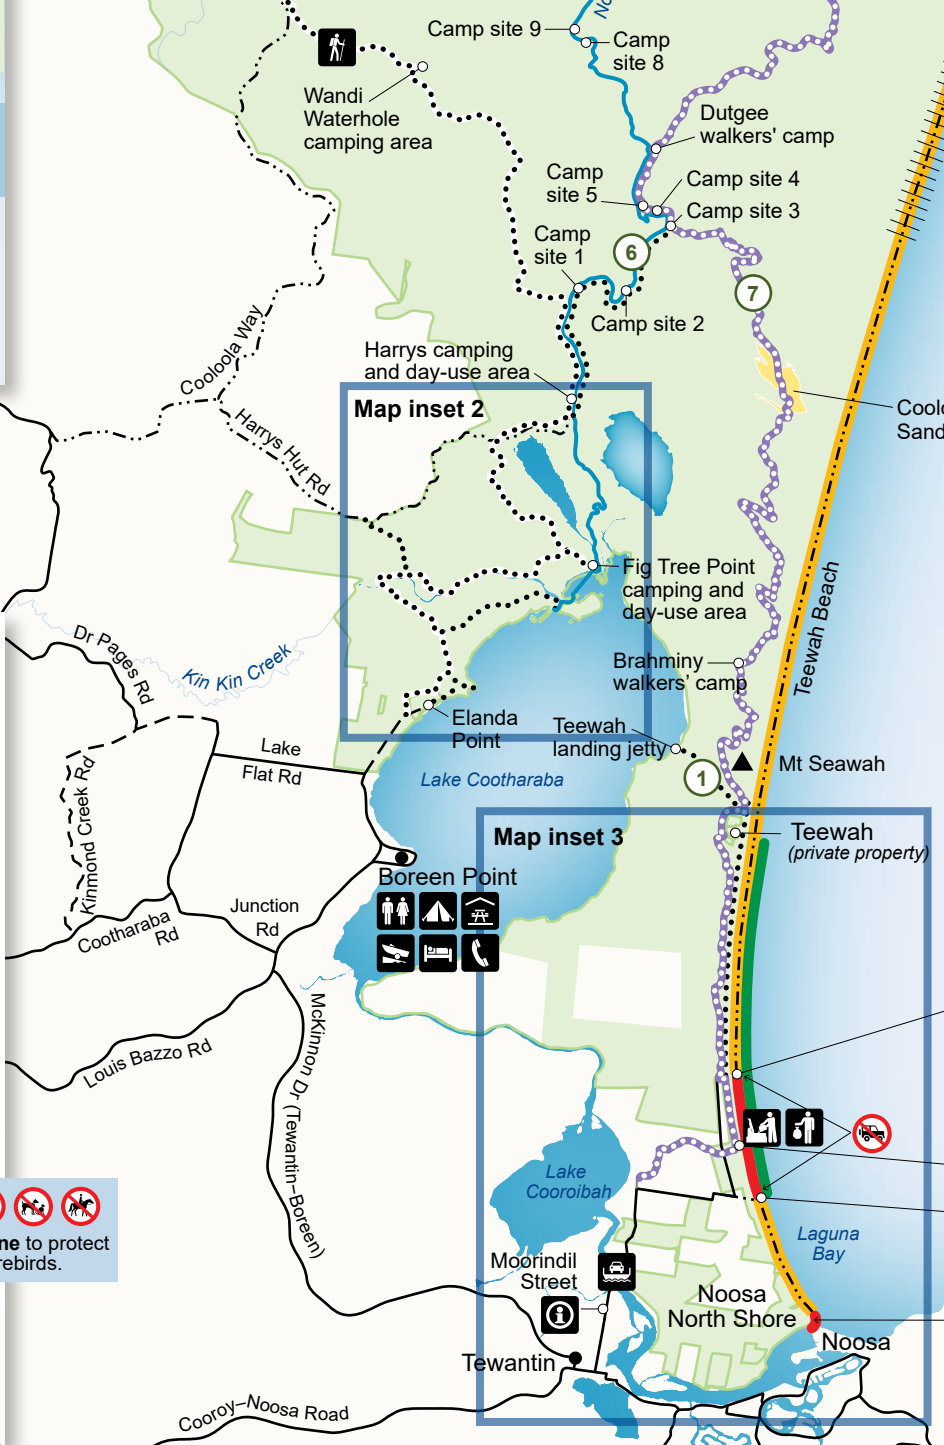 No
Camp site 9
Camp
site 8
Wandi
Waterhole
camping area
Dutgee
walkers' camp
Camp
site 5
Camp site 4
Camp site 3
Camp
site 1
6
7
Camp site 2
Cooloola Way
Harrys camping
and day-use area
Map inset 2
Harrys Hut Rd
Coolo
Sand
Fig Tree Point
camping and
day-use area
Teewah Beach
Dr Pages Rd
Kin Kin Creek
Brahminy
walkers’ camp
Elanda
Point
Teewah
landing jetty
Lake
Flat Rd
Lake Cootharaba
1
Mt Seawah
Kinmond Creek Rd
Map inset 3
Teewah
(private property)
Boreen Point
Cootharaba
Rd
Junction
Rd
Louis Bazzo Rd
McKinnon Dr (Tewantin–Boreen)
Lake
Cooroibah
ne to protect
rebirds.
Laguna
Bay
Moorindil
Street
Noosa
North Shore
Noosa
Tewantin
Cooroy–Noosa Road